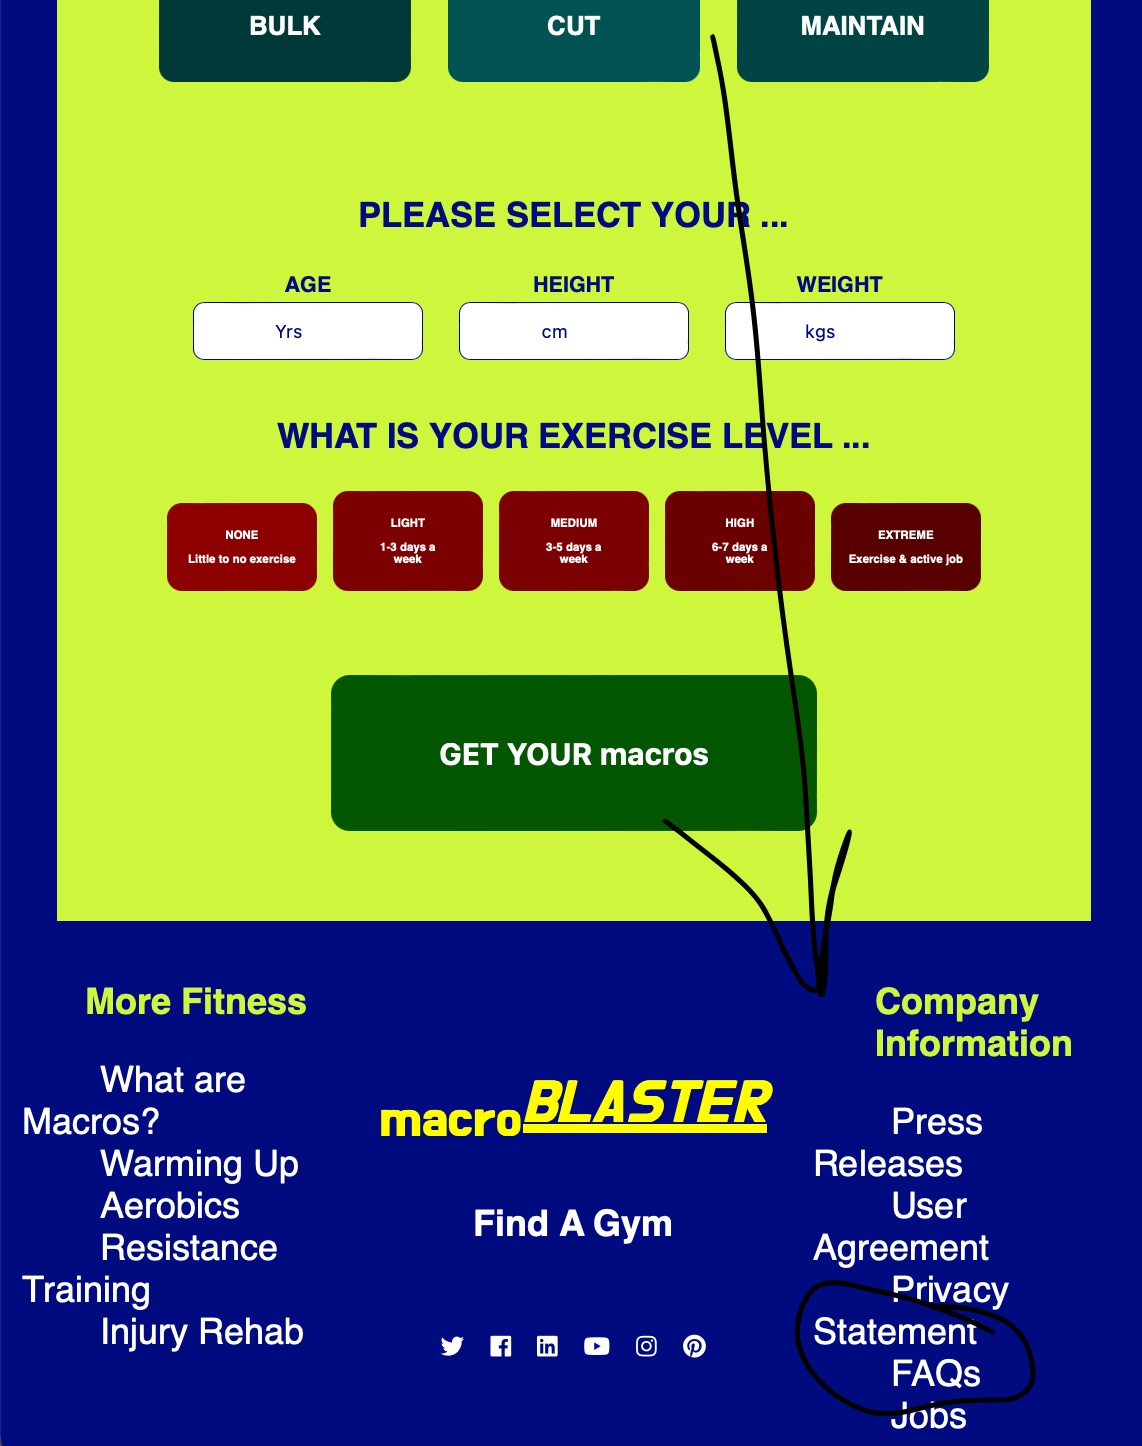 BULK CUT MAINTAIN
PLEASE SELECT YOUR ...
AGE HEIGHT WEIGHT
Yrs cm kgs
WHAT IS YOUR EXERCISE LEVEL ...
NONE
Little to no exercise
LIGHT
1-3 days a
week
MEDIUM
3-5 days a
week
HIGH
6-7 days a
week
EXTREME
Exercise & active job
GET YOUR macros
More Fitness
What are
Macros?
Warming Up
Aerobics
Resistance
Training
Injury Rehab
macroBLASTER
Find A Gym
Company
Information
Press
Releases
User
Agreement
Privacy
Statement
FAQs
Jobs